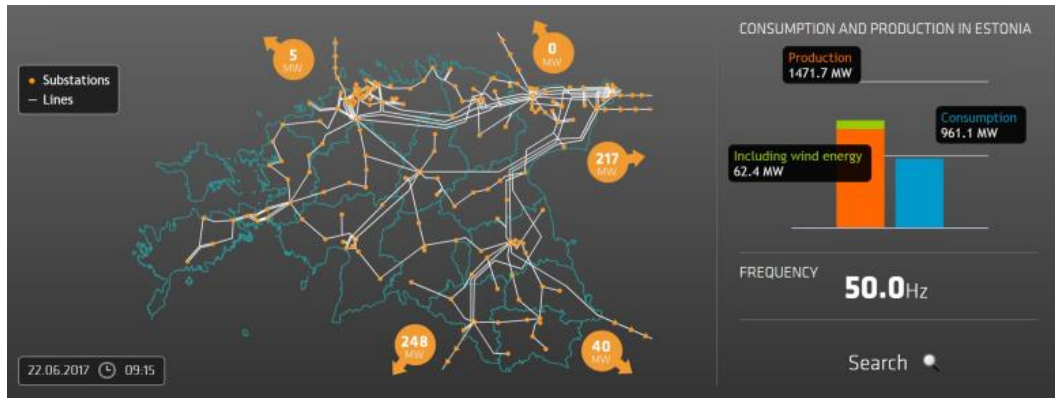 CONSUMPTION AND PRODUCTION IN ESTONIA
5
MW
0
MW
Production
1471.7 MW
Substations
Lines
Consumption
961.1 MW
Including wind energy
62.4 MW
217
MW
FREQUENCY
50.0Hz
248
MW
40
MW
22.06.2017 09:15
Search